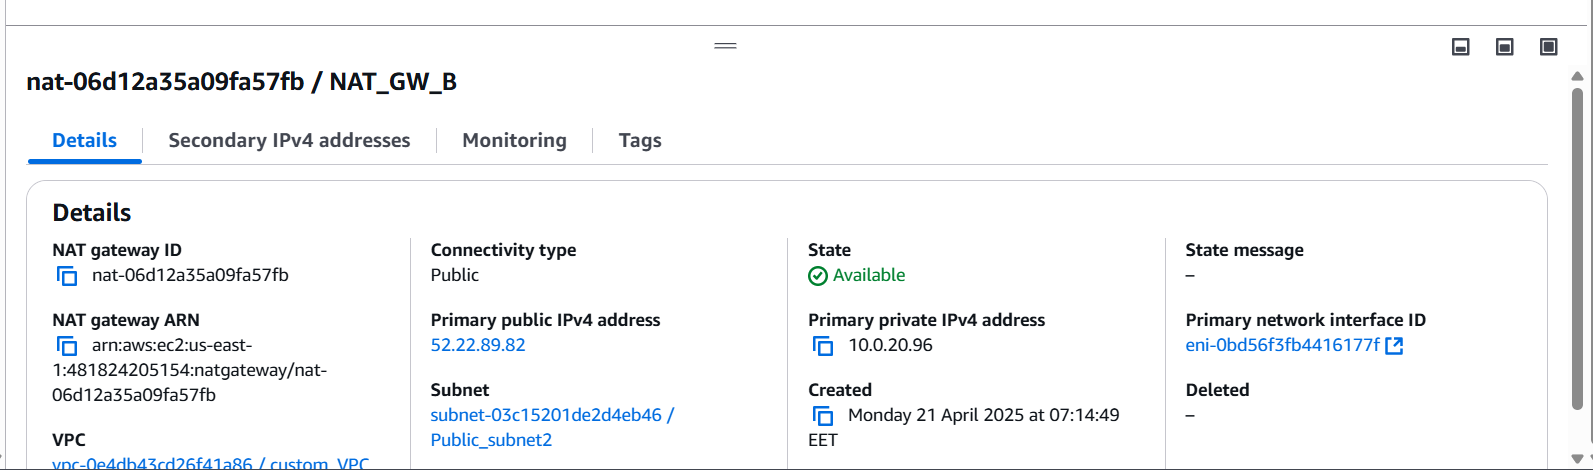 nat-06d12a35a09fa57fb / NAT_GW_B
Details
Secondary IPv4 addresses
Monitoring
Tags
Details
NAT gateway ID
nat-06d12a35a09fa57fb
NAT gateway ARN
arn:aws:ec2:us-east-
1:481824205154:natgateway/nat-
06d12a35a09fa57fb
VPC
vpc-0e4db43cd26f41a86 / custom_VPC
Connectivity type
Public
Primary public IPv4 address
52.22.89.82
Subnet
subnet-03c15201de2d4eb46 /
Public_subnet2
State
Available
Primary private IPv4 address
10.0.20.96
Created
Monday 21 April 2025 at 07:14:49
EET
State message
–
Primary network interface ID
eni-0bd56f3fb4416177f
Deleted
–